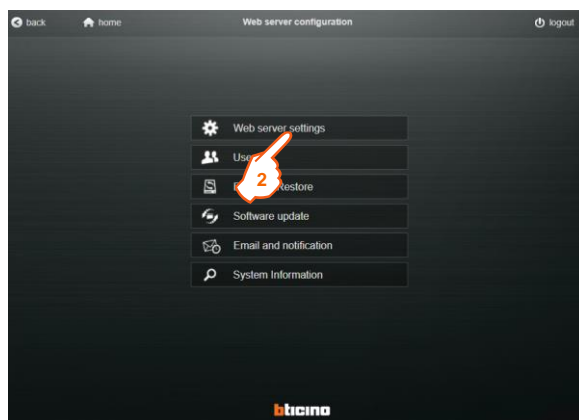 back home Web server configuration logout
Web server settings
2
Restore
Software update
Email and notification
System Information
bticino